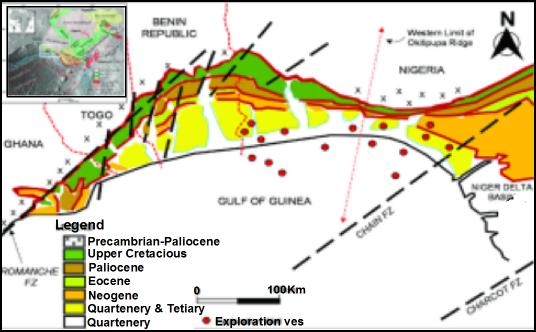 BENIN
REPUBLIC
N
Western Limit of
Okitipupa Ridge
NIGERIA
TOGO
GHANA
NIGER DELTA
BASIN
GULF OF GUINEA
CHAIN FZ
ROMANCHE
FZ
CHARCOT FZ
Legend
Precambrian-Paliocene
Upper Cretacious
Paliocene
Eocene
Neogene
Quartenery & Tetiary
Quartenery
0 100Km
Exploration ves